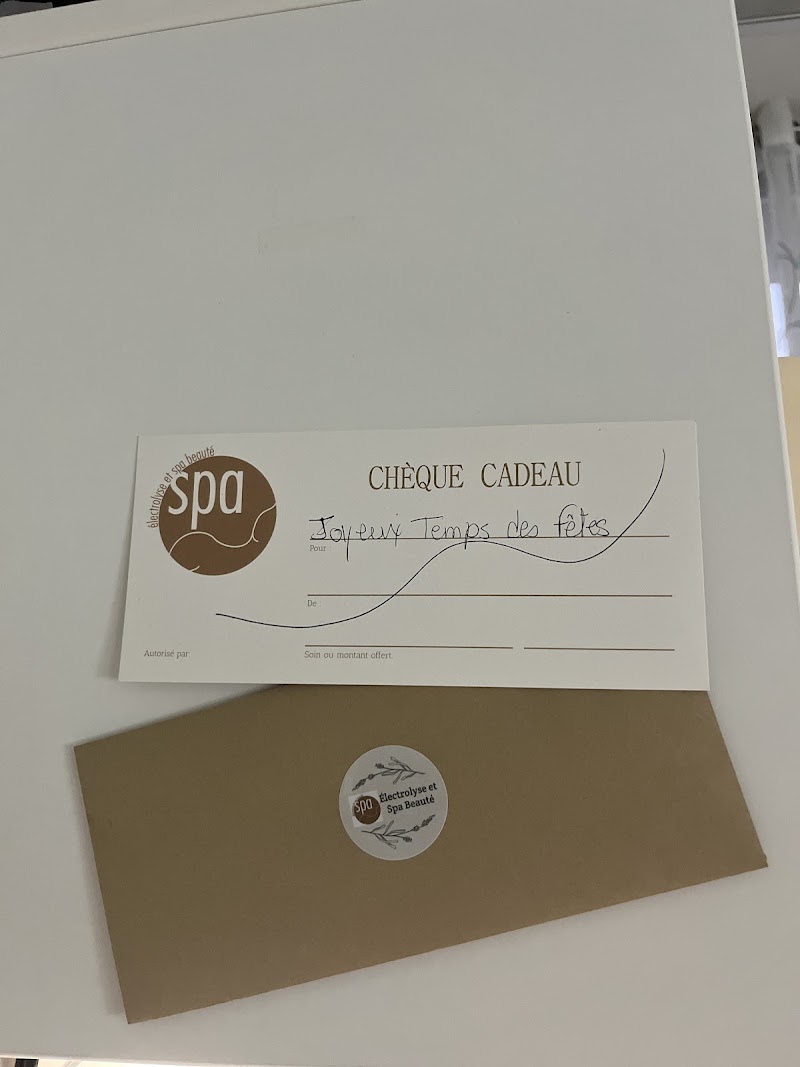 électrolyse et spa beauté
spa
CHÈQUE CADEAU
Joyeux Temps des fêtes
Pour
De
Autorisé par
Soin ou montant offert.
spa
Électrolyse et
Spa Beauté